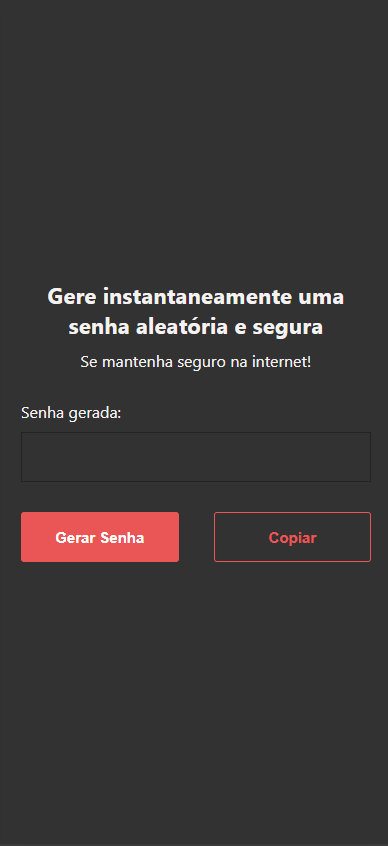 Gere instantaneamente uma
senha aleatória e segura
Se mantenha seguro na internet!
Senha gerada:
Gerar Senha
Copiar